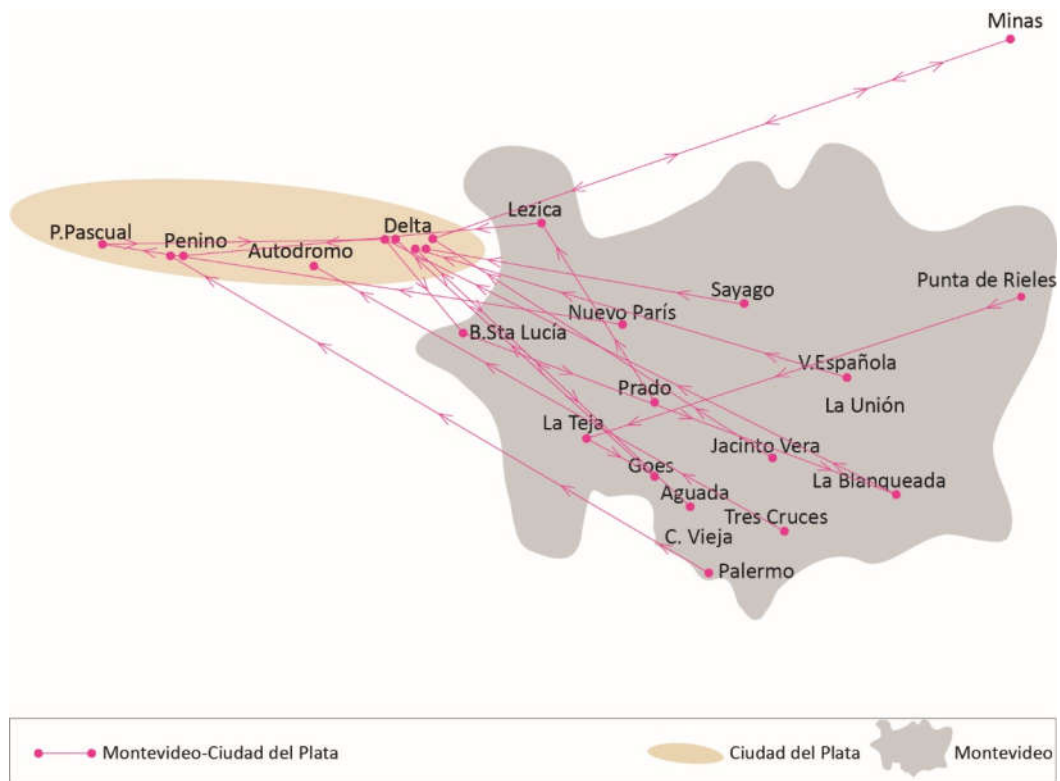 Minas
Lezica
P.Pascual
Penino
Delta
Autodromo
Sayago
Punta de Rieles
Nuevo París
B.Sta Lucía
V.Española
Prado
La Unión
La Teja
Jacinto Vera
Goes
La Blanqueada
Aguada
Tres Cruces
C. Vieja
Palermo
Montevideo-Ciudad del Plata
Ciudad del Plata
Montevideo